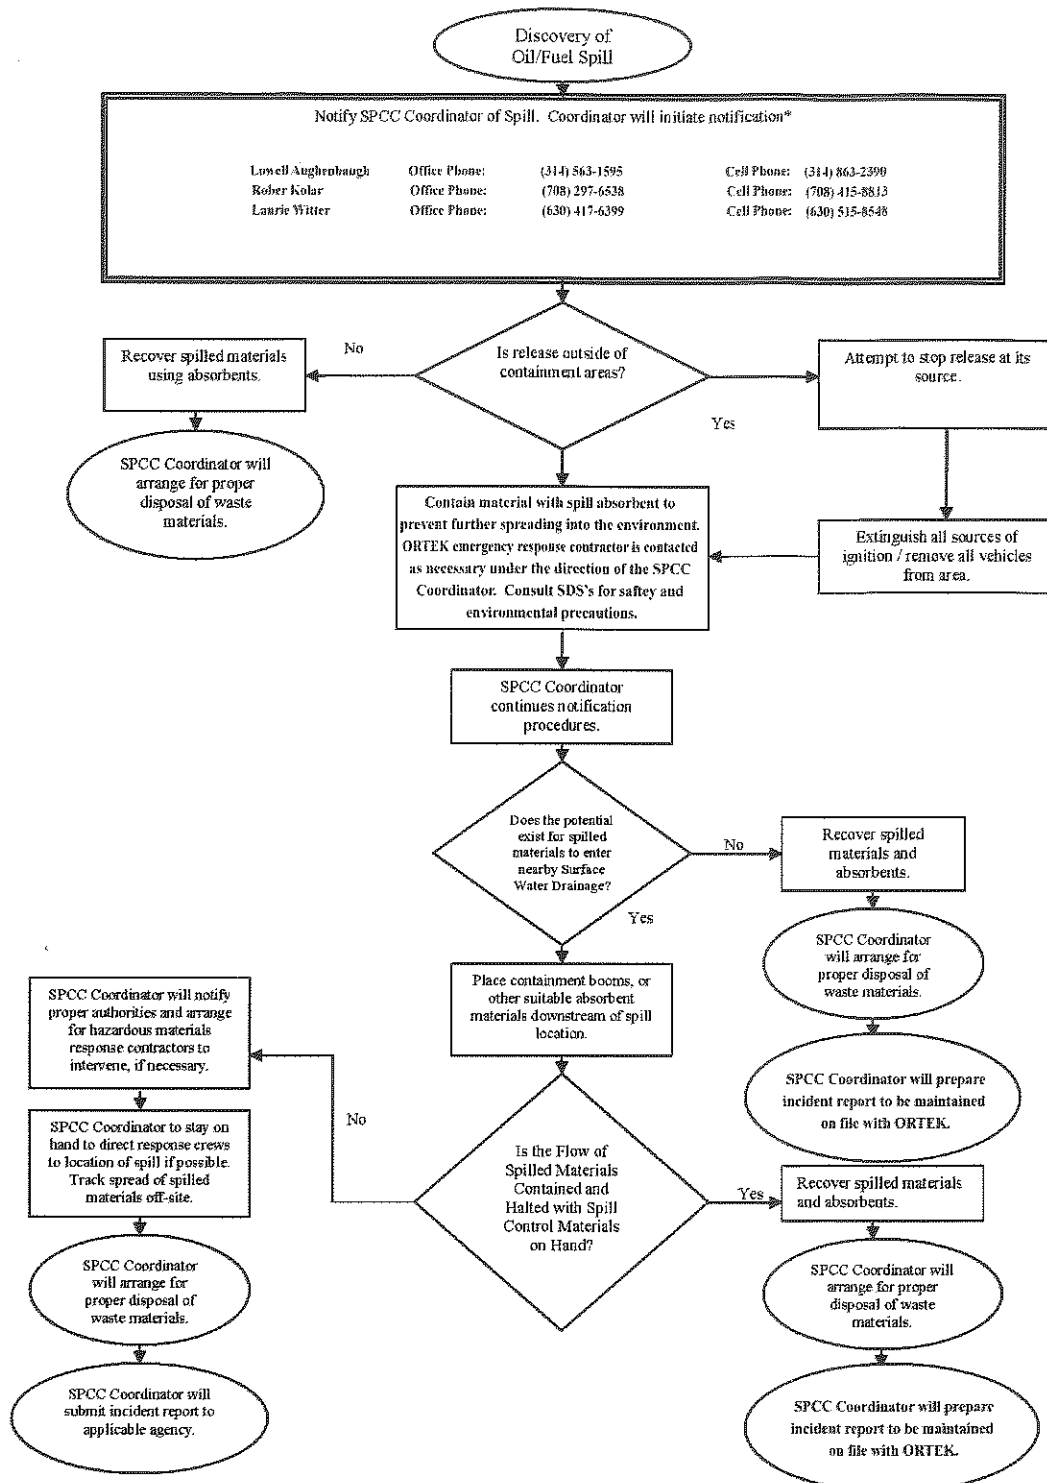 Discovery of
Oil/Fuel Spill
Notify SPCC Coordinator of Spill. Coordinator will initiate notification*
Lowell Aughenbaugh Office Phone: (314) 563-1595 Cell Phone: (314) 863-2390
Rober Kolar Office Phone: (708) 297-6538 Cell Phone: (708) 415-8813
Laurie Witter Office Phone: (630) 417-6399 Cell Phone: (630) 515-8548
Is release outside of
containment areas?
No
Recover spilled materials
using absorbents.
SPCC Coordinator will
arrange for proper
disposal of waste
materials.
Yes
Attempt to stop release at its
source.
Extinguish all sources of
ignition / remove all vehicles
from area.
Contain material with spill absorbent to
prevent further spreading into the environment.
ORTEK emergency response contractor is contacted
as necessary under the direction of the SPCC
Coordinator. Consult SDS's for saftey and
environmental precautions.
SPCC Coordinator
continues notification
procedures.
Does the potential
exist for spilled
materials to enter
nearby Surface
Water Drainage?
No
Recover spilled
materials and
absorbents.
SPCC Coordinator
will arrange for
proper disposal of
waste materials.
SPCC Coordinator will prepare
incident report to be maintained
on file with ORTEK.
Yes
Place containment booms, or
other suitable absorbent
materials downstream of spill
location.
Is the Flow of
Spilled Materials
Contained and
Halted with Spill
Control Materials
on Hand?
No
SPCC Coordinator will notify
proper authorities and arrange
for hazardous materials
response contractors to
intervene, if necessary.
SPCC Coordinator to stay on
hand to direct response crews
to location of spill if possible.
Track spread of spilled
materials off-site.
SPCC Coordinator
will arrange for
proper disposal of
waste materials.
SPCC Coordinator will
submit incident report to
applicable agency.
Yes
Recover spilled materials
and absorbents.
SPCC Coordinator will
arrange for proper
disposal of waste
materials.
SPCC Coordinator will prepare
incident report to be maintained
on file with ORTEK.